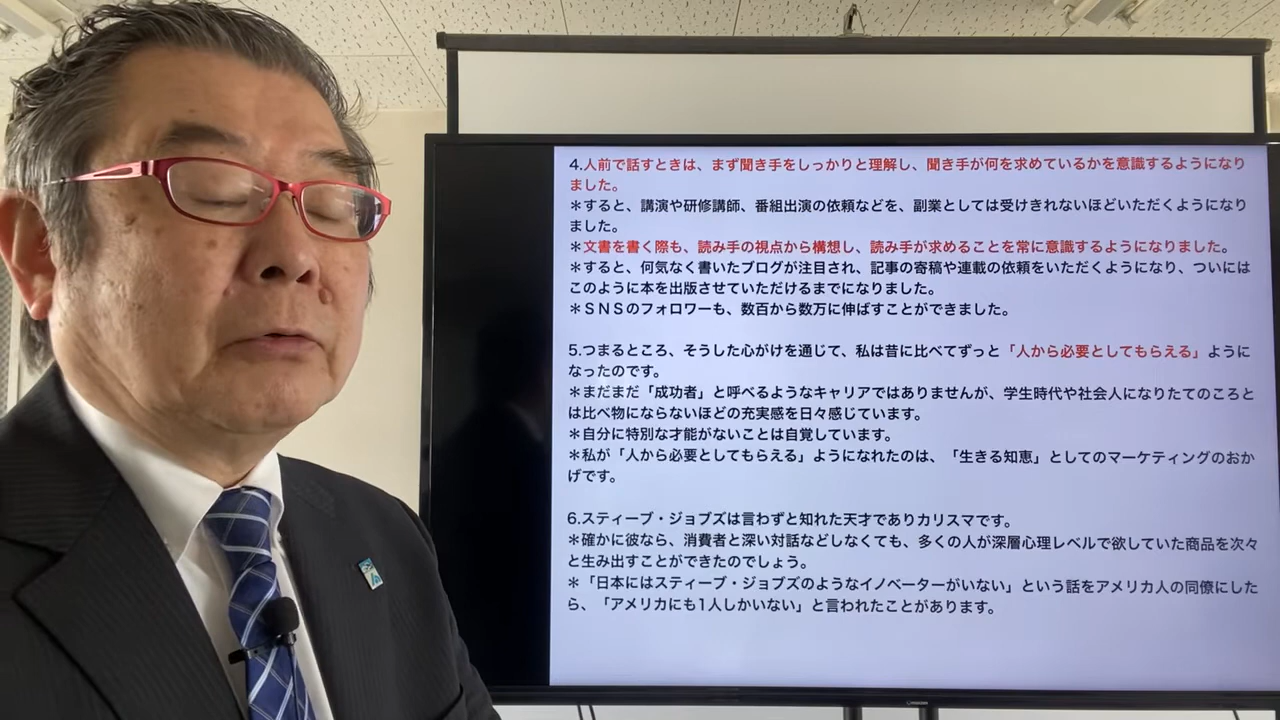 4.人前で話すときは、まず聞き手をしっかりと理解し、聞き手が何を求めているかを意識するようになり
ました。
＊すると、講演や研修講師、番組出演の依頼などを、副業としては受けきれないほどいただくようになり
ました。
＊文書を書く際も、読み手の視点から構想し、読み手が求めることを常に意識するようになりました。
＊すると、何気なく書いたブログが注目され、記事の寄稿や連載の依頼をいただくようになり、ついには
このように本を出版させていただけるまでになりました。
＊ＳＮＳのフォロワーも、数百から数万に伸ばすことができました。
5.つまるところ、そうした心がけを通じて、私は昔に比べてずっと「人から必要としてもらえる」ように
なったのです。
＊まだまだ「成功者」と呼べるようなキャリアではありませんが、学生時代や社会人になりたてのころと
は比べ物にならないほどの充実感を日々感じています。
＊自分に特別な才能がないことは自覚しています。
＊私が「人から必要としてもらえる」ようになれたのは、「生きる知恵」としてのマーケティングのおか
げです。
6.スティーブ・ジョブズは言わずと知れた天才でありカリスマです。
＊確かに彼なら、消費者と深い対話などしなくても、多くの人が深層心理レベルで欲していた商品を次々
と生み出すことができたのでしょう。
＊「日本にはスティーブ・ジョブズのようなイノベーターがいない」という話をアメリカ人の同僚にした
ら、「アメリカにも1人しかいない」と言われたことがあります。